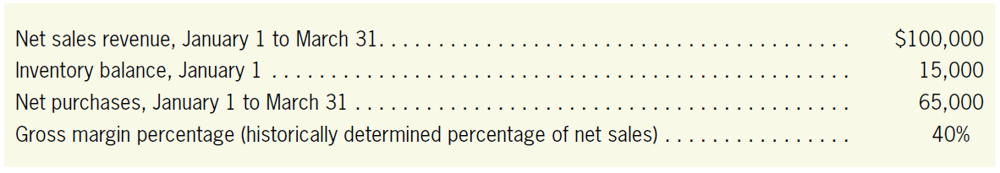 Net sales revenue, January 1 to March 31. . . . . . . . . . . . . . . . . . . . . . . . . . . . . . . . . . . . . . . . $100,000
Inventory balance, January 1 . . . . . . . . . . . . . . . . . . . . . . . . . . . . . . . . . . . . . . . . . . . . . . . . . 15,000
Net purchases, January 1 to March 31 . . . . . . . . . . . . . . . . . . . . . . . . . . . . . . . . . . . . . . . . . . 65,000
Gross margin percentage (historically determined percentage of net sales) . . . . . . . . . . . . . . . . 40%